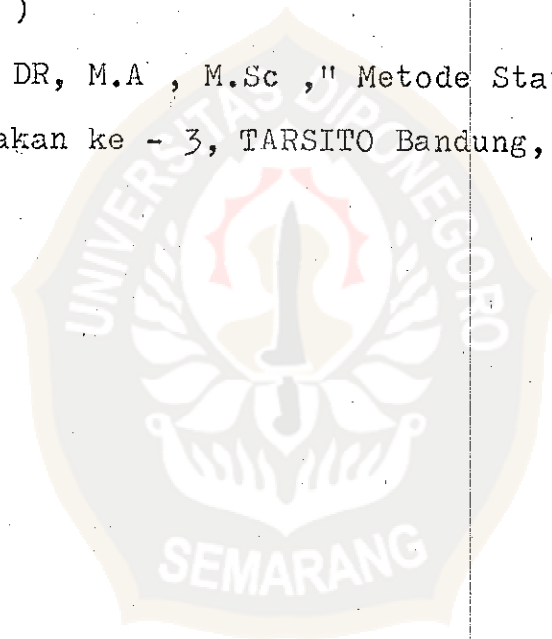 )
DR, M.A , M.Sc ," Metode Sta
akan ke - 3, TARSITO Bandung,
UNIVERSITAS DIPONEGORO
SEMARANG